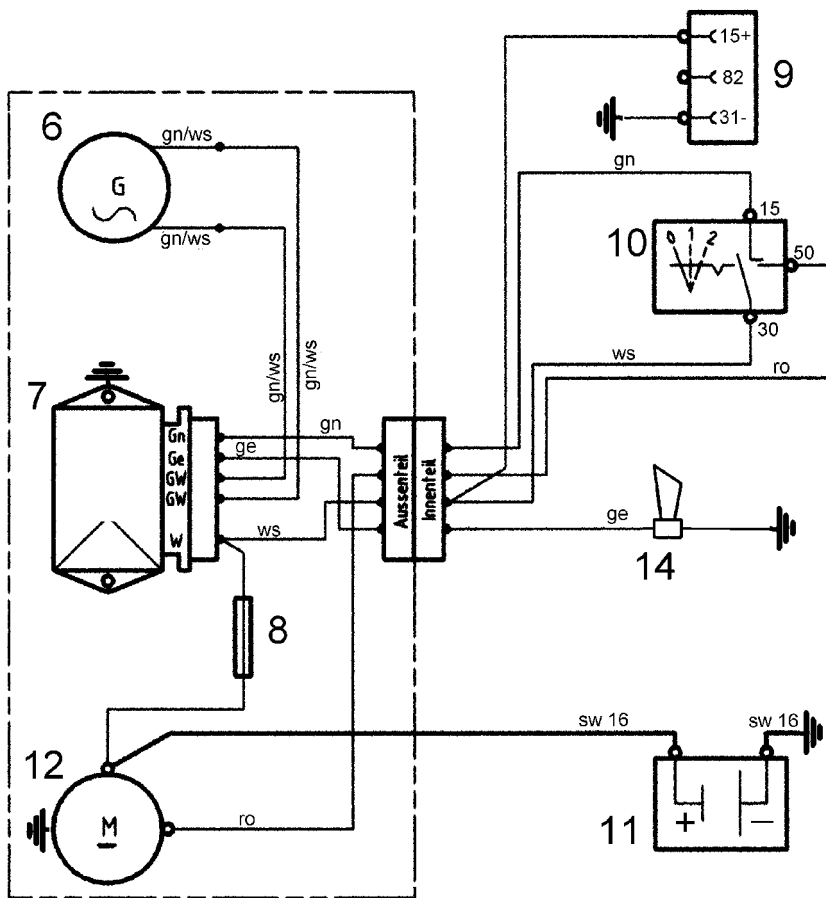 15+
82
9
31-
6
gn/ws
G
gn/ws
gn
15
10
0 1 2
50
30
ws
ro
gn/ws
gn/ws
7
Gn
Ge
GW
GW
W
gn
ge
ws
Aussenteil
Innenteil
ge
14
8
12
M
ro
sw 16
sw 16
11
+
–